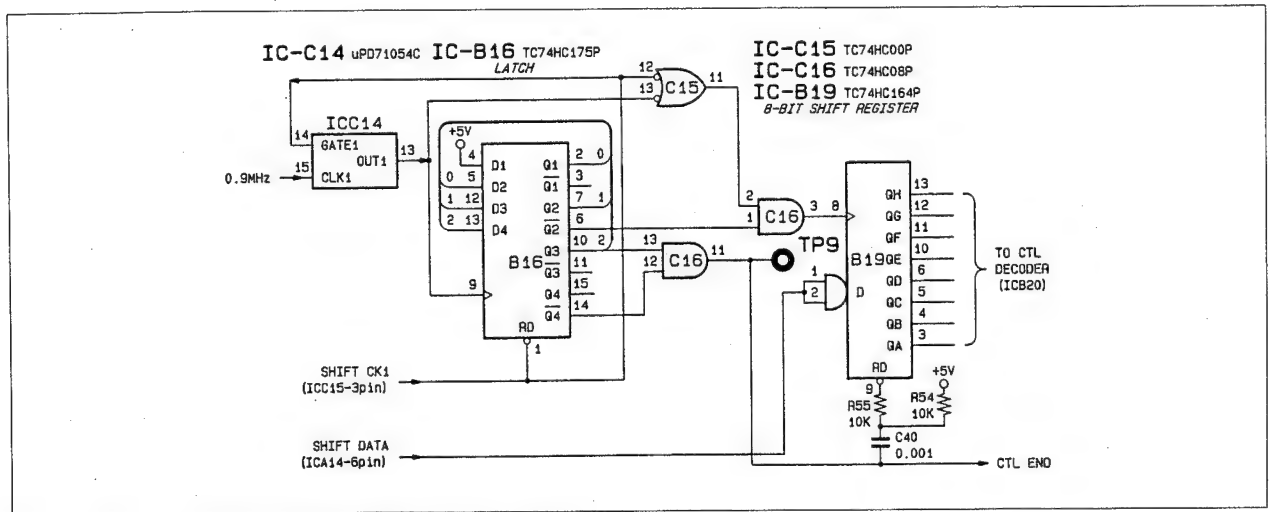 IC-C14 uPD71054C IC-B16 TC74HC175P
LATCH
IC-C15 TC74HC00P
IC-C16 TC74HC08P
IC-B19 TC74HC164P
8-BIT SHIFT REGISTER
12
13
C15
11
ICC14
14
GATE1
OUT1
13
15
CLK1
0.9MHz
+5V
4
D1
0
5
D2
1
12
D3
2
13
D4
Q1
2
0
Q1
3
Q2
7
1
Q2
6
Q3
10
2
Q3
11
Q4
15
Q4
14
B16
9
RD
1
13
12
C16
11
2
1
C16
3
8
TP9
B19
1
2
D
QH
13
QG
12
QF
11
QE
10
QD
6
QC
5
QB
4
QA
3
TO CTL
DECODER
(ICB20)
RD
9
R55
10K
+5V
R54
10K
C40
0.001
SHIFT CK1
(ICC15-3pin)
SHIFT DATA
(ICA14-6pin)
CTL END